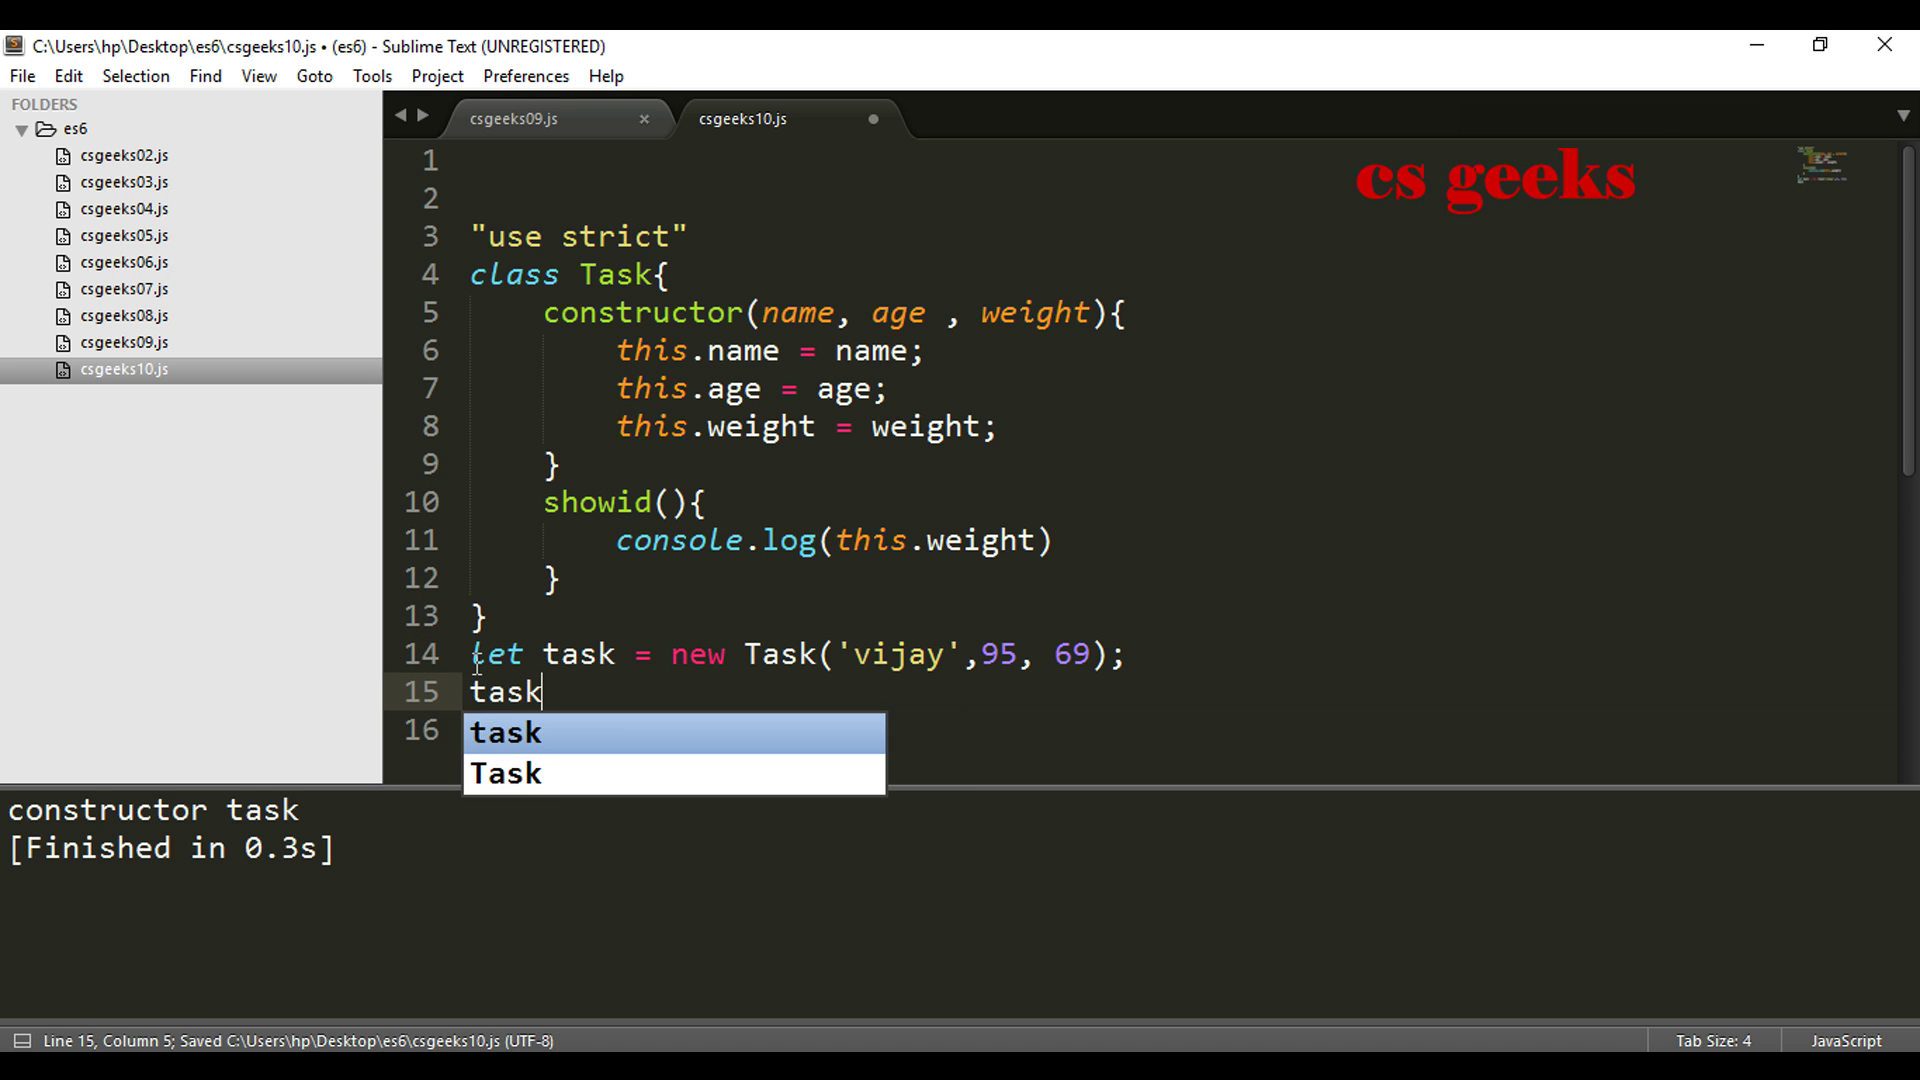 C:\Users\hp\Desktop\es6\csgeeks10.js • (es6) - Sublime Text (UNREGISTERED)
File Edit Selection Find View Goto Tools Project Preferences Help
FOLDERS
es6
csgeeks02.js
csgeeks03.js
csgeeks04.js
csgeeks05.js
csgeeks06.js
csgeeks07.js
csgeeks08.js
csgeeks09.js
csgeeks10.js
csgeeks09.js × csgeeks10.js
cs geeks
1
2
3 "use strict"
4 class Task{
5 constructor(name, age , weight){
6 this.name = name;
7 this.age = age;
8 this.weight = weight;
9 }
10 showid(){
11 console.log(this.weight)
12 }
13 }
14 let task = new Task('vijay',95, 69);
15 task
16
task
Task
constructor task
[Finished in 0.3s]
Line 15, Column 5; Saved C:\Users\hp\Desktop\es6\csgeeks10.js (UTF-8) Tab Size: 4 JavaScript